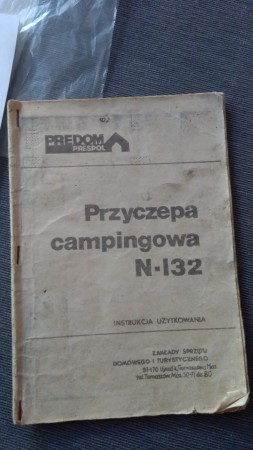 PREDOM
PRESPOL
Przyczepa
campingowa
N-132
INSTRUKCJA UŻYTKOWANIA
ZAKŁADY SPRZĘTU
DOMOWEGO I TURYSTYCZNEGO